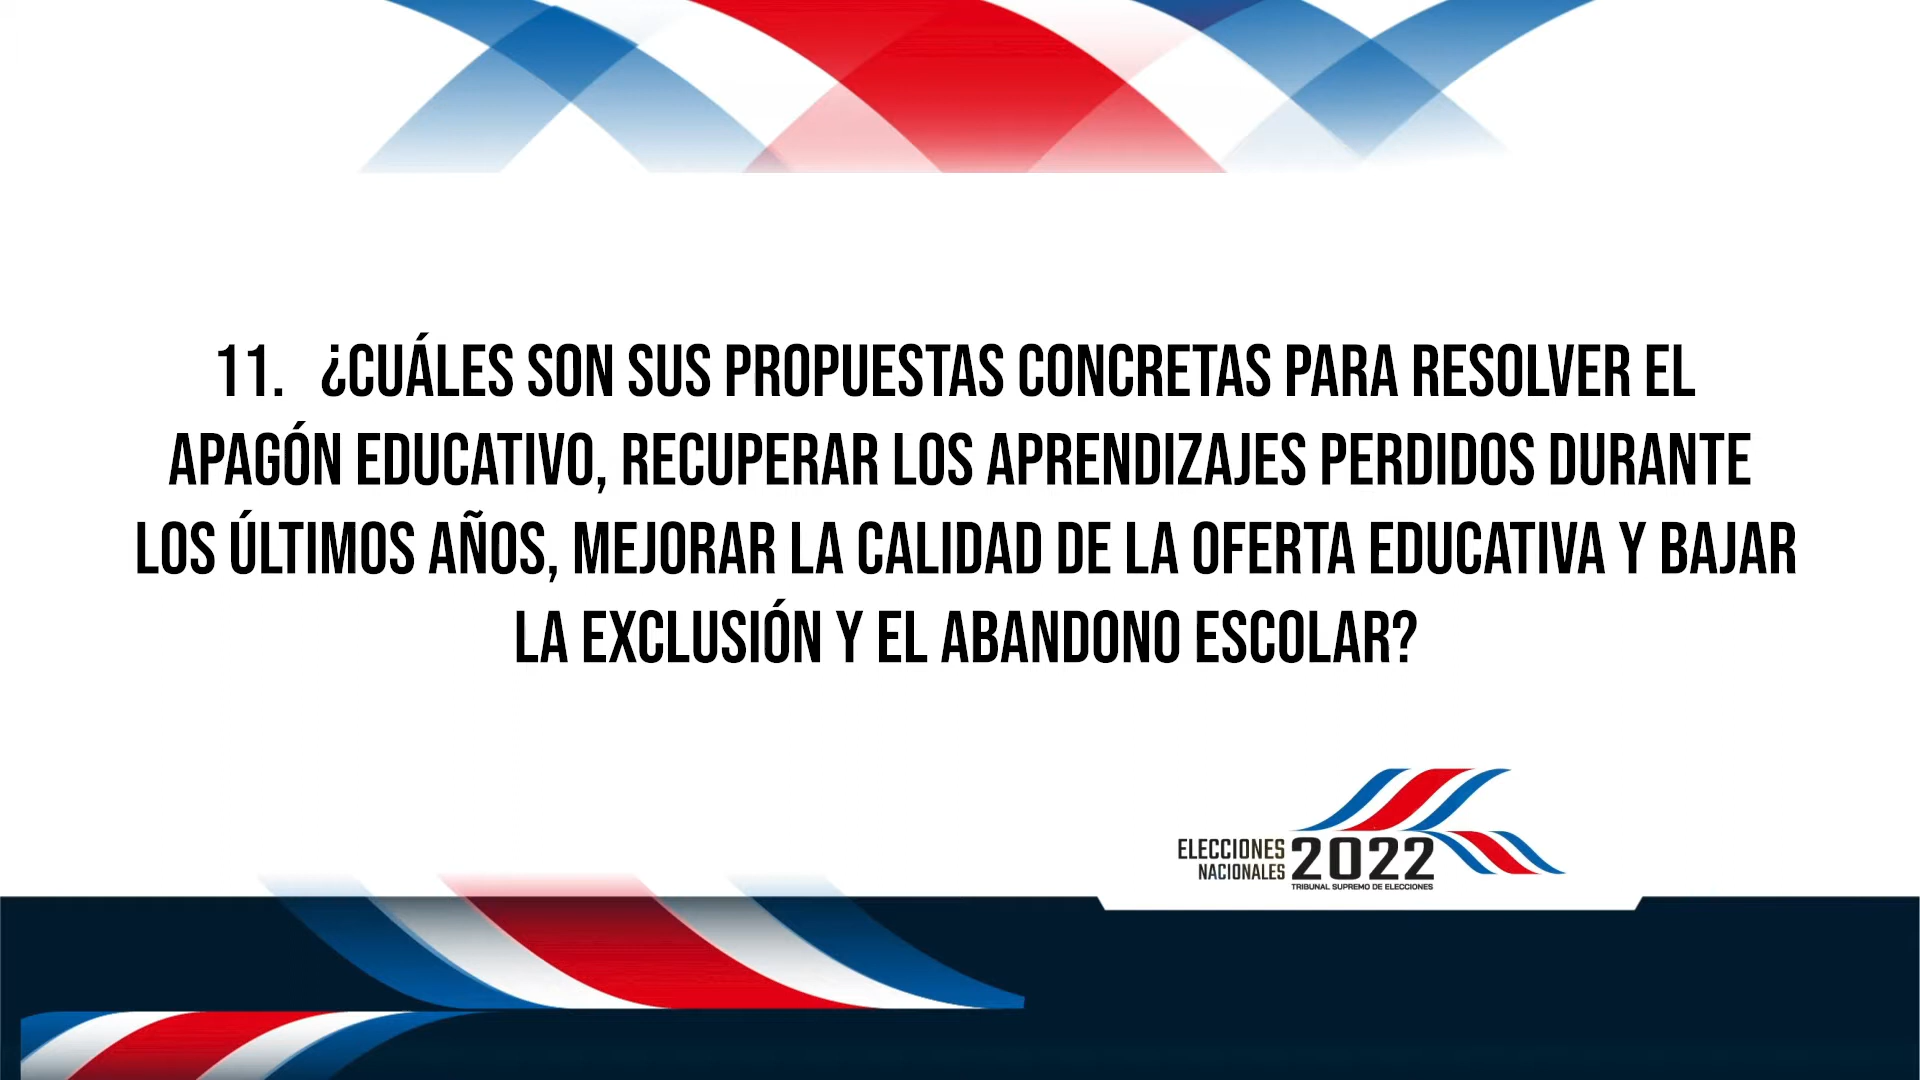 11. ¿CUÁLES SON SUS PROPUESTAS CONCRETAS PARA RESOLVER EL
APAGÓN EDUCATIVO, RECUPERAR LOS APRENDIZAJES PERDIDOS DURANTE
LOS ÚLTIMOS AÑOS, MEJORAR LA CALIDAD DE LA OFERTA EDUCATIVA Y BAJAR
LA EXCLUSIÓN Y EL ABANDONO ESCOLAR?
ELECCIONES
NACIONALES
2022
TRIBUNAL SUPREMO DE ELECCIONES